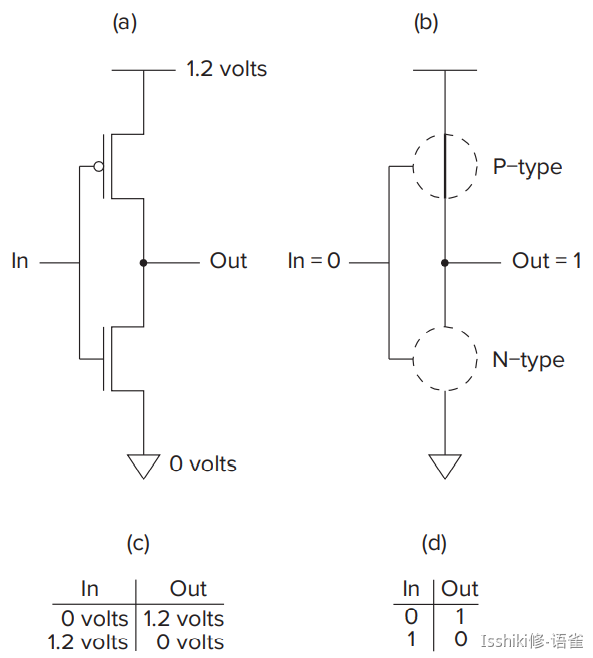 (a) (b)
1.2 volts
P-type
In Out In = 0 Out = 1
N-type
0 volts
(c) (d)
In Out In Out
0 volts 1.2 volts 0 1
1.2 volts 0 volts 1 0
Isshiki修-语雀